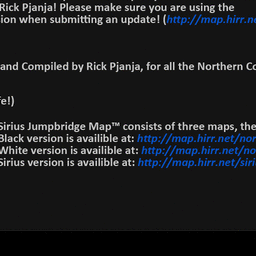 Rick Pjanja! Please make sure you are using the
sion when submitting an update! (http://map.hirr.n
and Compiled by Rick Pjanja, for all the Northern Co
fe!)
Sirius Jumpbridge Map™ consists of three maps, the
Black version is availible at: http://map.hirr.net/nor
White version is availible at: http://map.hirr.net/no
Sirius version is availible at: http://map.hirr.net/siri